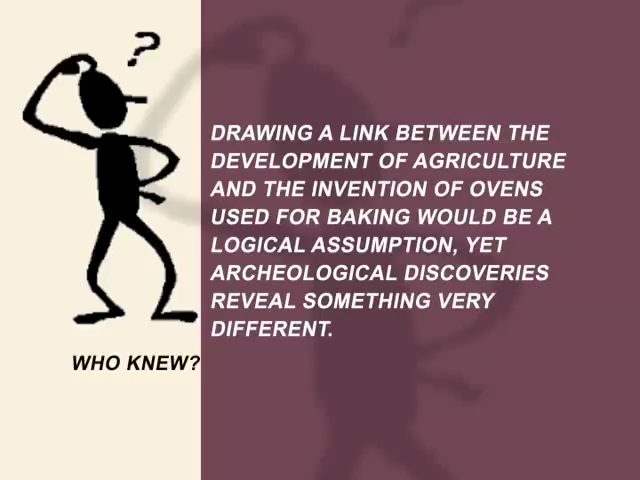 ?
DRAWING A LINK BETWEEN THE
DEVELOPMENT OF AGRICULTURE
AND THE INVENTION OF OVENS
USED FOR BAKING WOULD BE A
LOGICAL ASSUMPTION, YET
ARCHEOLOGICAL DISCOVERIES
REVEAL SOMETHING VERY
DIFFERENT.
WHO KNEW?